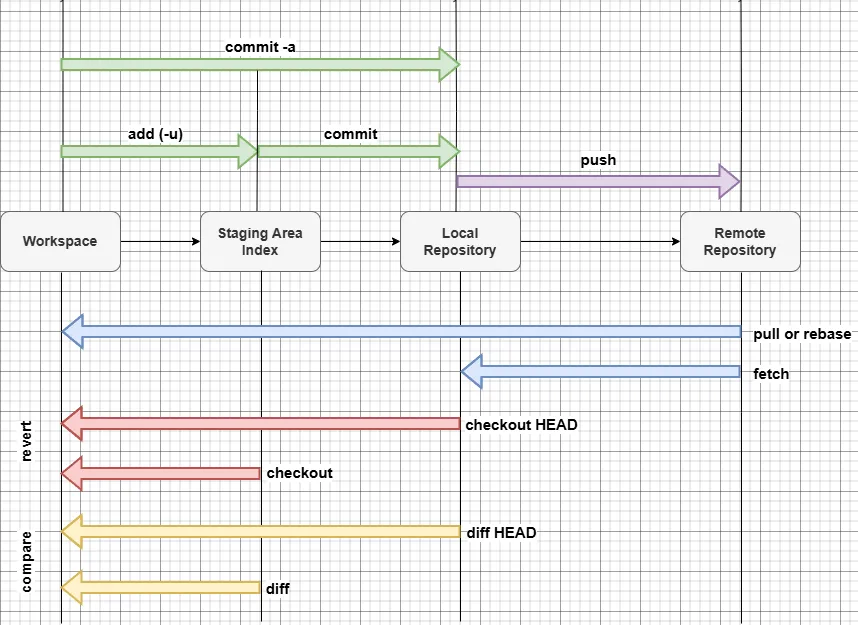 commit -a
add (-u)
commit
push
Workspace
Staging Area
Index
Local
Repository
Remote
Repository
pull or rebase
fetch
revert
checkout HEAD
checkout
compare
diff HEAD
diff